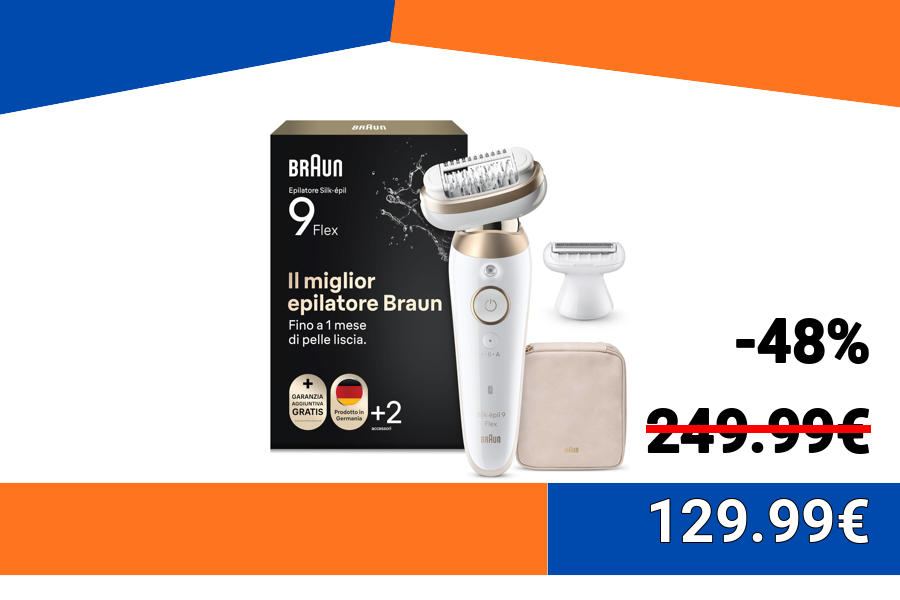 BRAUN
BRAUN
Epilatore Silk·épil
9 Flex
Il miglior
epilatore Braun
Fino a 1 mese
di pelle liscia.
+
GARANZIA
AGGIUNTIVA
GRATIS
Prodotto in
Germania
+2
accessori
Silk·épil 9
Flex
BRAUN
BRAUN
-48%
249.99€
129.99€